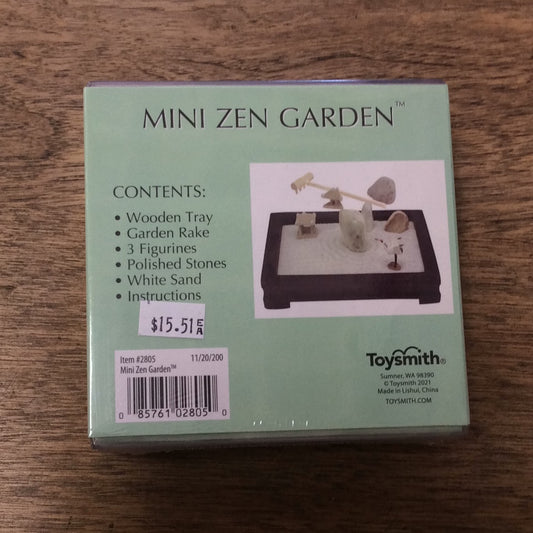 MINI ZEN GARDEN™
CONTENTS:
• Wooden Tray
• Garden Rake
• 3 Figurines
• Polished Stones
• White Sand
• Instructions
$15.51 EA
Item #2805 11/20/200
Mini Zen Garden™
0 85761 02805 0
Toysmith®
Sumner, WA 98390
© Toysmith 2021
Made in Lishui, China
TOYSMITH.COM